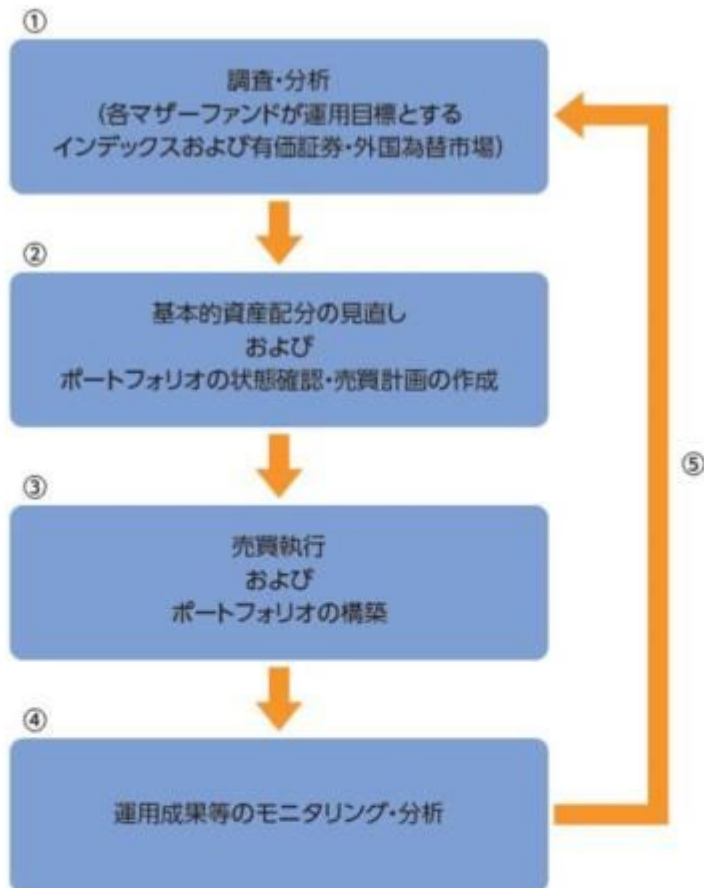 ①
調査・分析
(各マザーファンドが運用目標とする
インデックスおよび有価証券・外国為替市場)
②
基本的資産配分の見直し
および
ポートフォリオの状態確認・売買計画の作成
⑤
③
売買執行
および
ポートフォリオの構築
④
運用成果等のモニタリング・分析